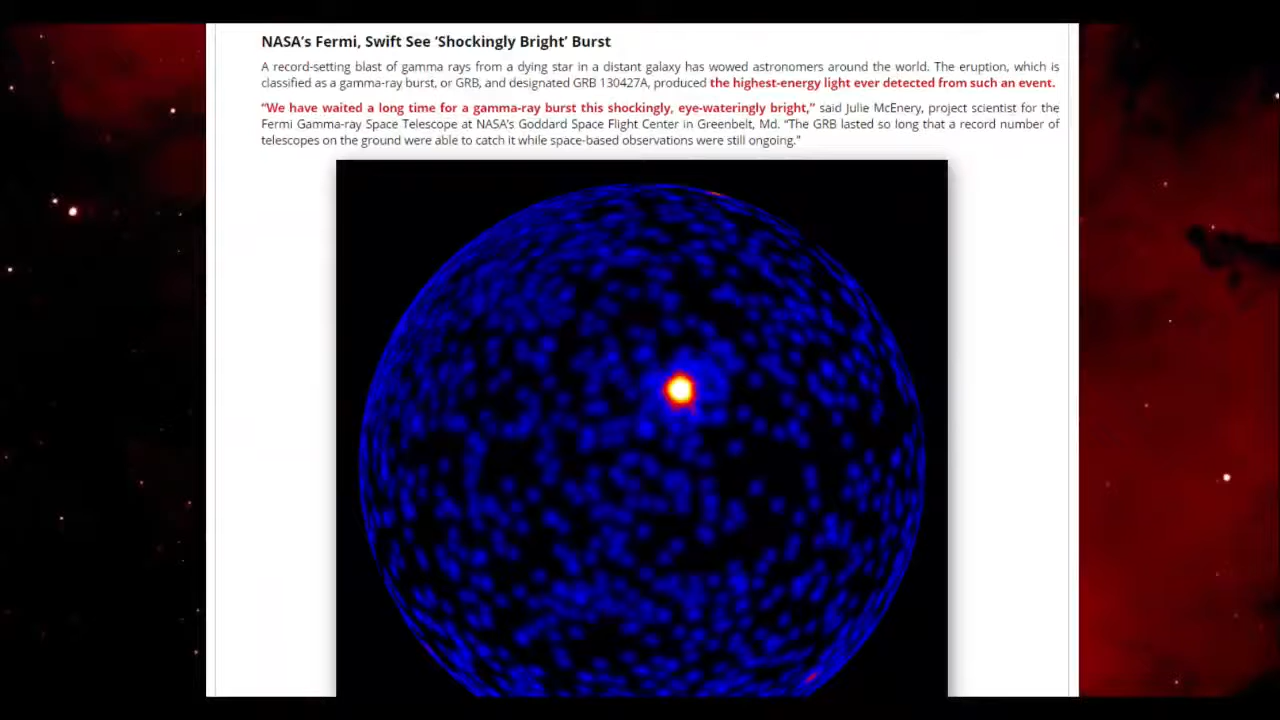 NASA’s Fermi, Swift See ‘Shockingly Bright’ Burst
A record-setting blast of gamma rays from a dying star in a distant galaxy has wowed astronomers around the world. The eruption, which is
classified as a gamma-ray burst, or GRB, and designated GRB 130427A, produced the highest-energy light ever detected from such an event.
“We have waited a long time for a gamma-ray burst this shockingly, eye-wateringly bright,” said Julie McEnery, project scientist for the
Fermi Gamma-ray Space Telescope at NASA’s Goddard Space Flight Center in Greenbelt, Md. “The GRB lasted so long that a record number of
telescopes on the ground were able to catch it while space-based observations were still ongoing.”